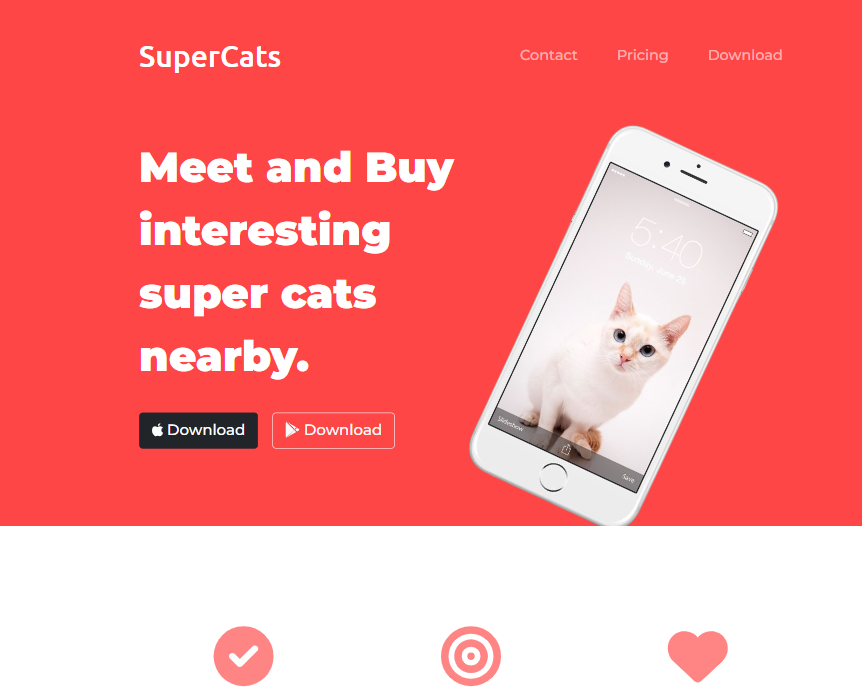 SuperCats
Contact Pricing Download
Meet and Buy
interesting
super cats
nearby.
Download Download
5:40
Sunday, June 26
Slideshow
Save